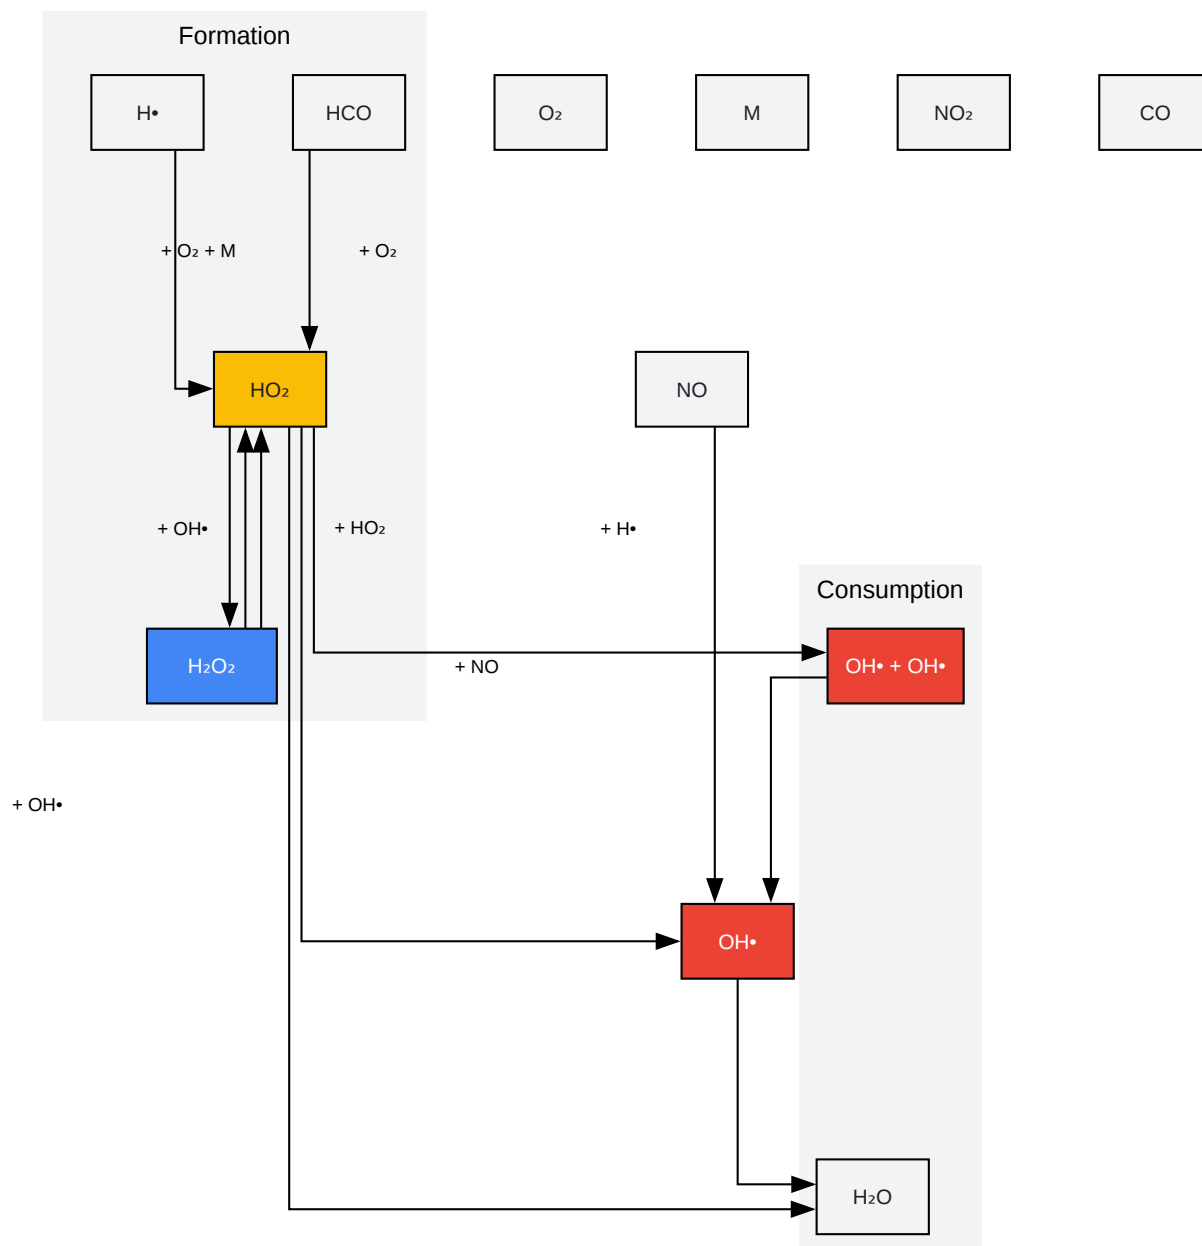 Formation
H•
HCO
O₂
M
NO₂
CO
+ O₂ + M
+ O₂
HO₂
NO
+ OH•
+ HO₂
+ H•
Consumption
H₂O₂
+ NO
OH• + OH•
+ OH•
OH•
H₂O